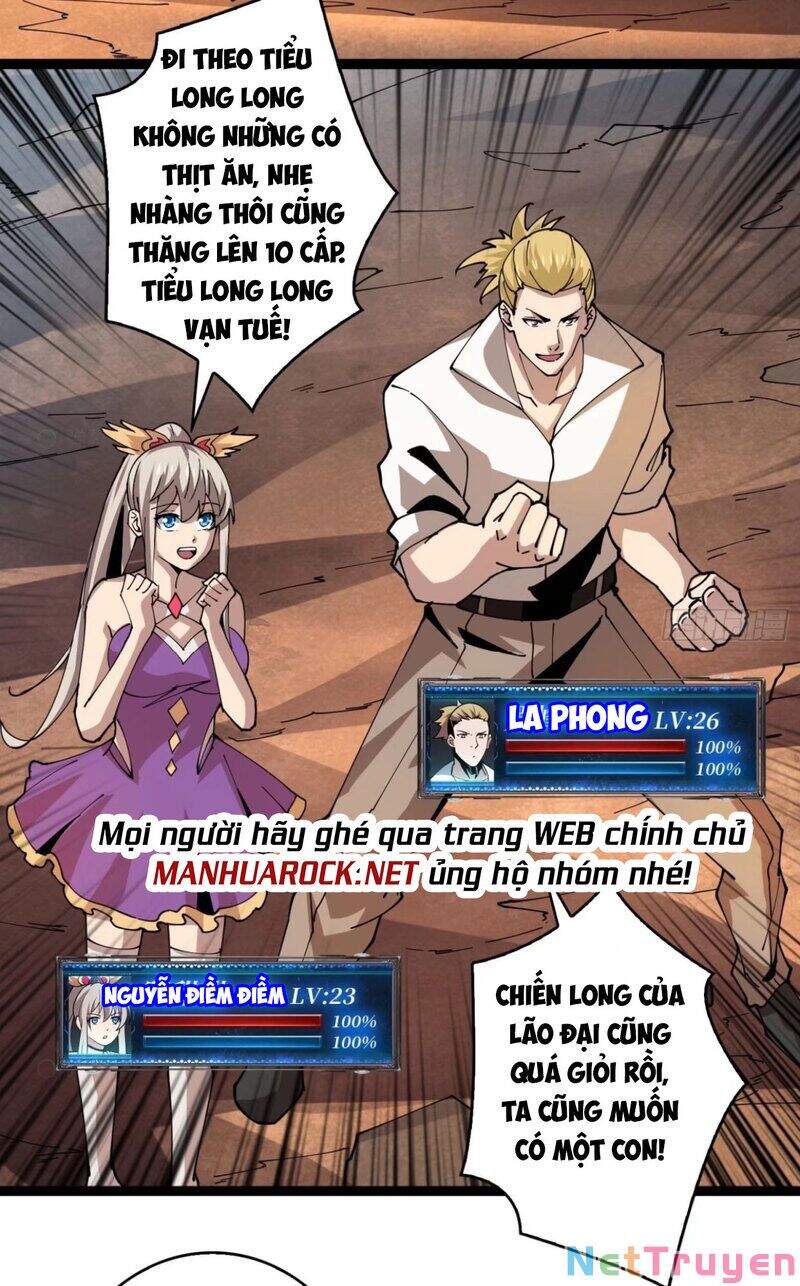 ĐI THEO TIỂU
LONG LONG
KHÔNG NHỮNG CÓ
THỊT ĂN, NHẸ
NHÀNG THÔI CŨNG
THĂNG LÊN 10 CẤP.
TIỂU LONG LONG
VẠN TUẾ!
LA PHONG LV:26
100%
100%
Mọi người hãy ghé qua trang WEB chính chủ
MANHUAROCK.NET ủng hộ nhóm nhé!
NGUYỄN ĐIỀM ĐIỀM LV:23
100%
100%
CHIẾN LONG CỦA
LÃO ĐẠI CŨNG
QUÁ GIỎI RỒI,
TA CŨNG MUỐN
CÓ MỘT CON!
NetTruyen